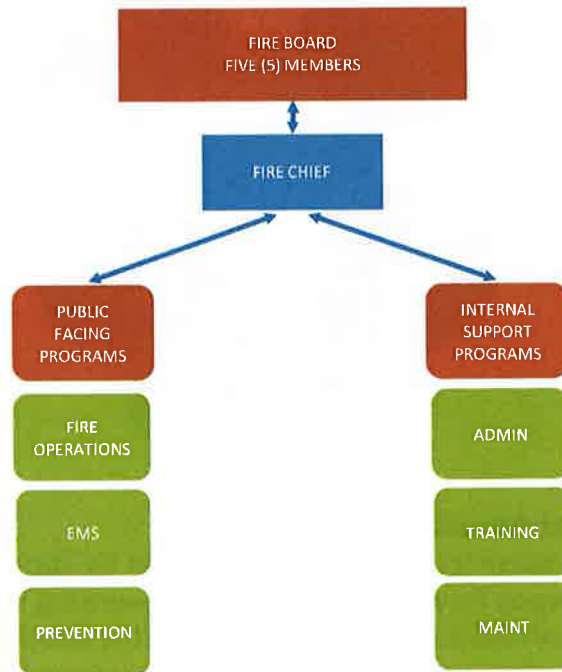 FIRE BOARD
FIVE (5) MEMBERS
FIRE CHIEF
PUBLIC
FACING
PROGRAMS
INTERNAL
SUPPORT
PROGRAMS
FIRE
OPERATIONS
ADMIN
EMS
TRAINING
PREVENTION
MAINT